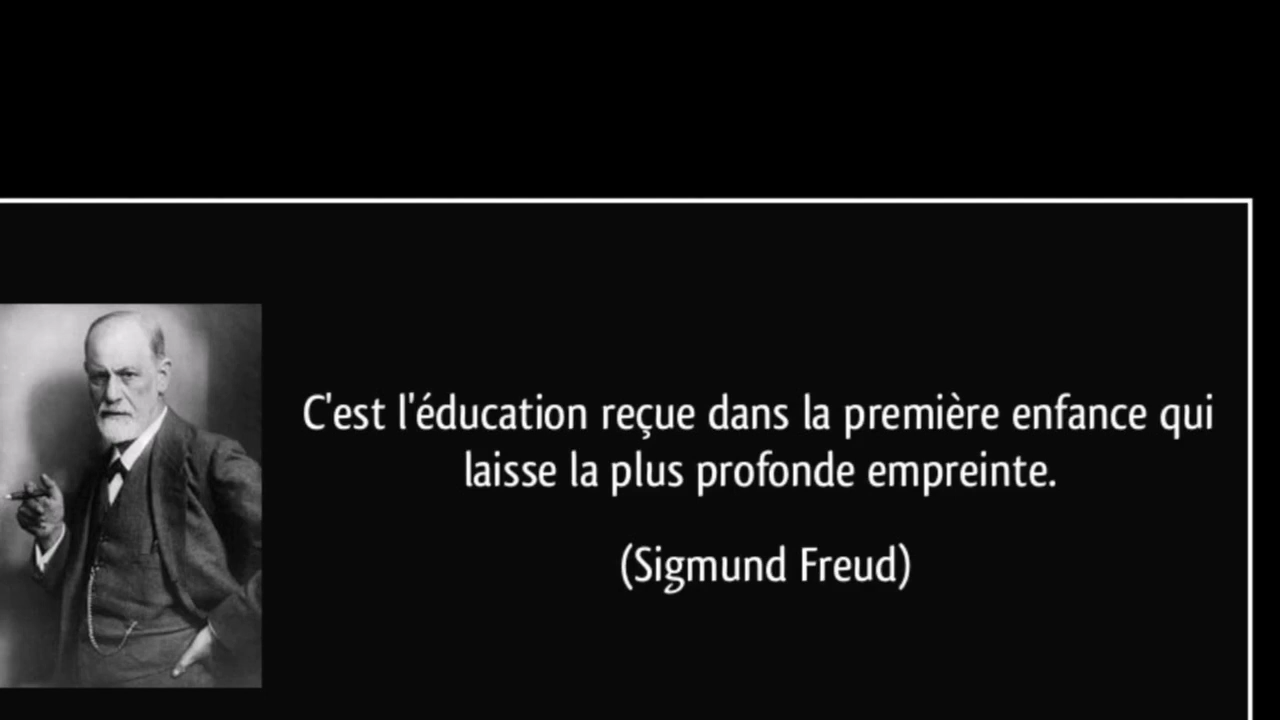 C'est l'éducation reçue dans la première enfance qui
laisse la plus profonde empreinte.
(Sigmund Freud)